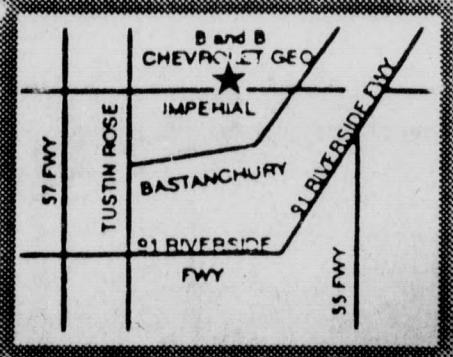 B and B
CHEVROLET GEO
IMPERIAL
57 FWY
TUSTIN ROSE
BASTANCHURY
91 RIVERSIDE FWY
91 RIVERSIDE
FWY
55 FWY